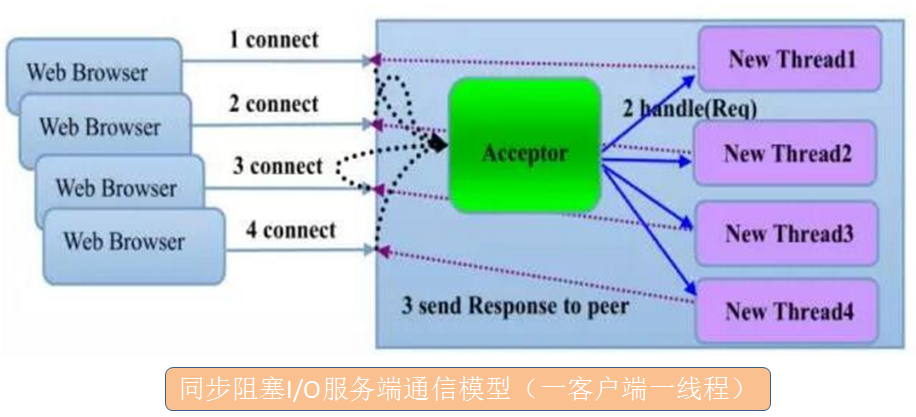 1 connect
Web Browser
New Thread1
2 connect
2 handle(Req)
Web Browser
Acceptor
New Thread2
3 connect
Web Browser
4 connect
New Thread3
Web Browser
3 send Response to peer
New Thread4
同步阻塞I/O服务端通信模型（一客户端一线程）